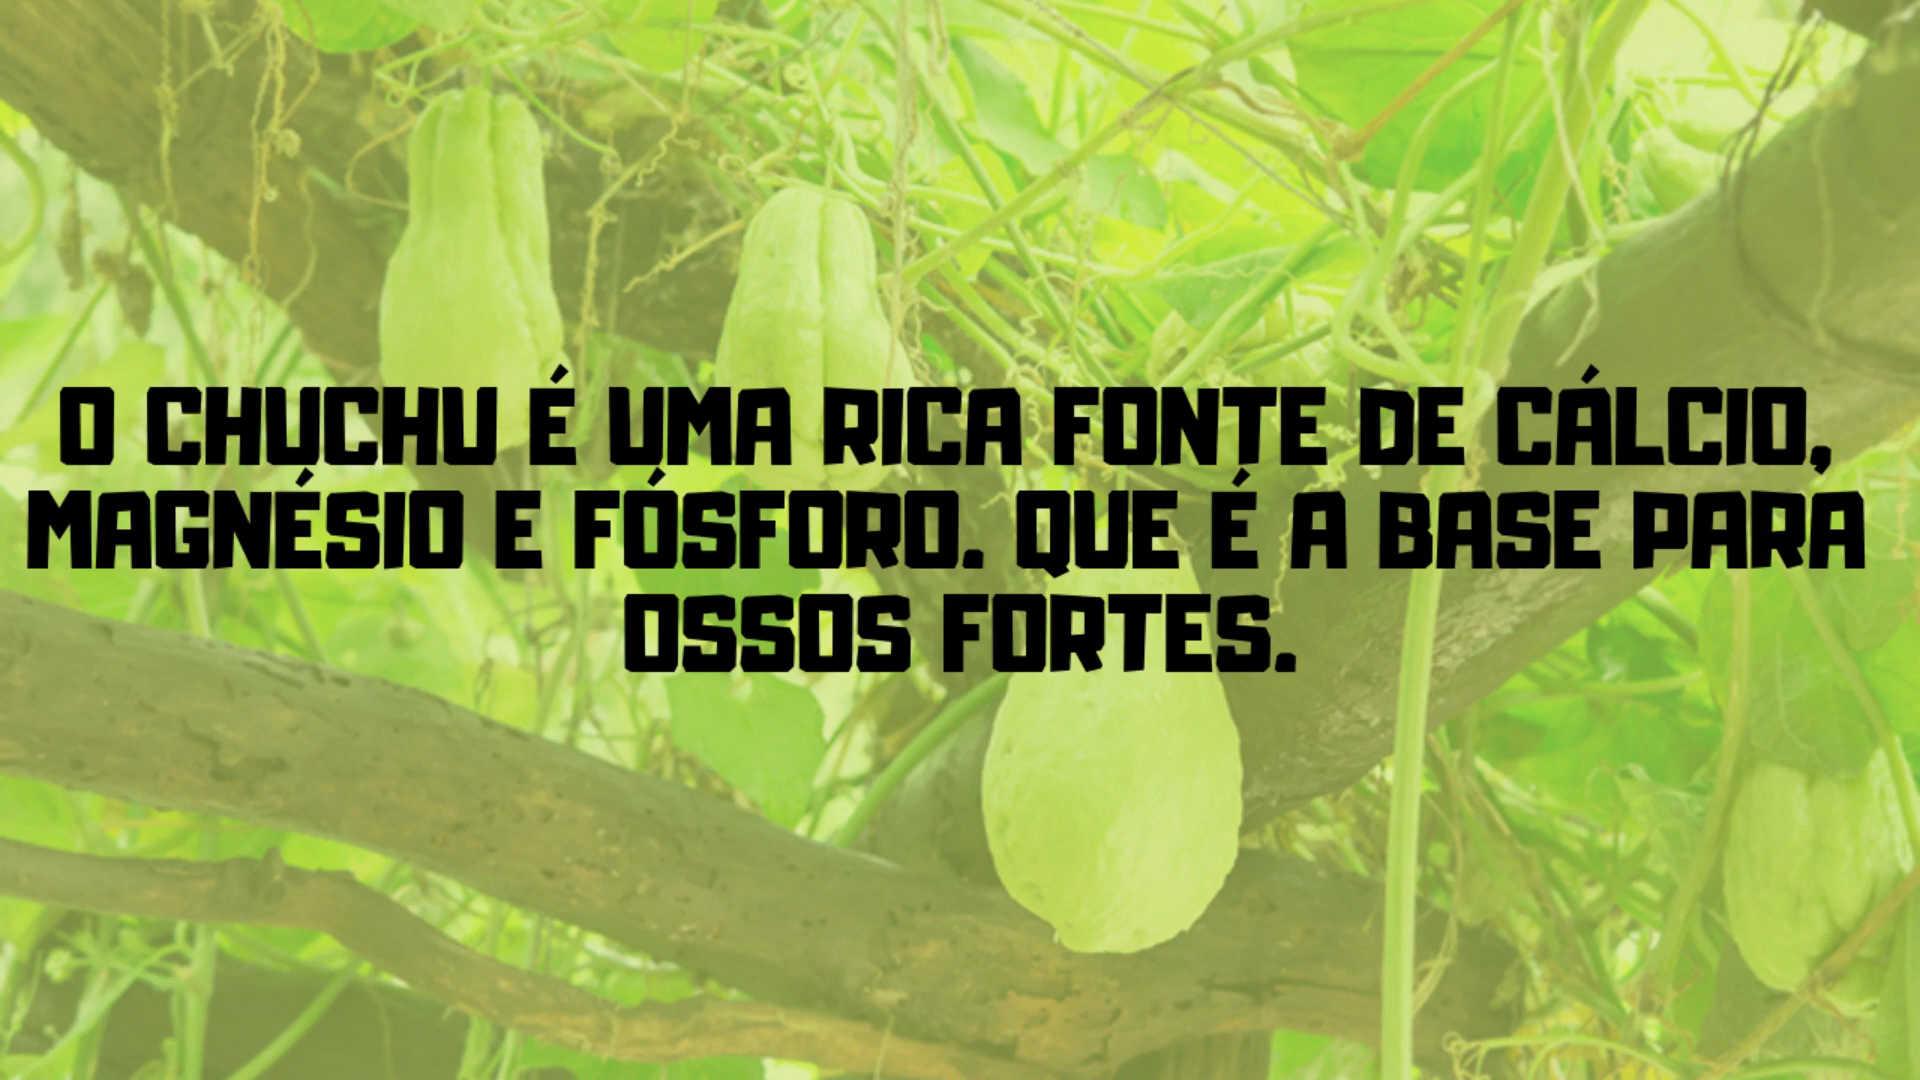 O CHUCHU É UMA RICA FONTE DE CÁLCIO,
MAGNÉSIO E FÓSFORO. QUE É A BASE PARA
OSSOS FORTES.